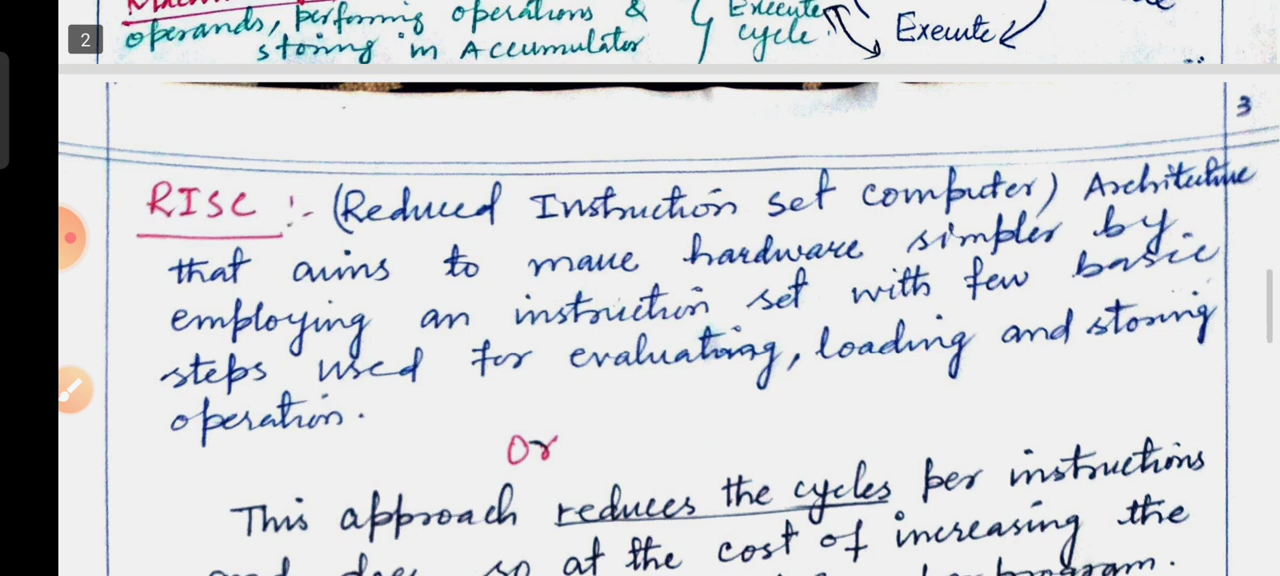 2
operands, performing operations &
storing in Accumulator
Execute
cycle
Execute
3
RISC :- (Reduced Instruction set computer) Architecture
that aims to make hardware simpler by
employing an instruction set with few basic
steps used for evaluating, loading and storing
operation.
Or
This approach reduces the cycles per instructions
so at the cost of increasing the
program.